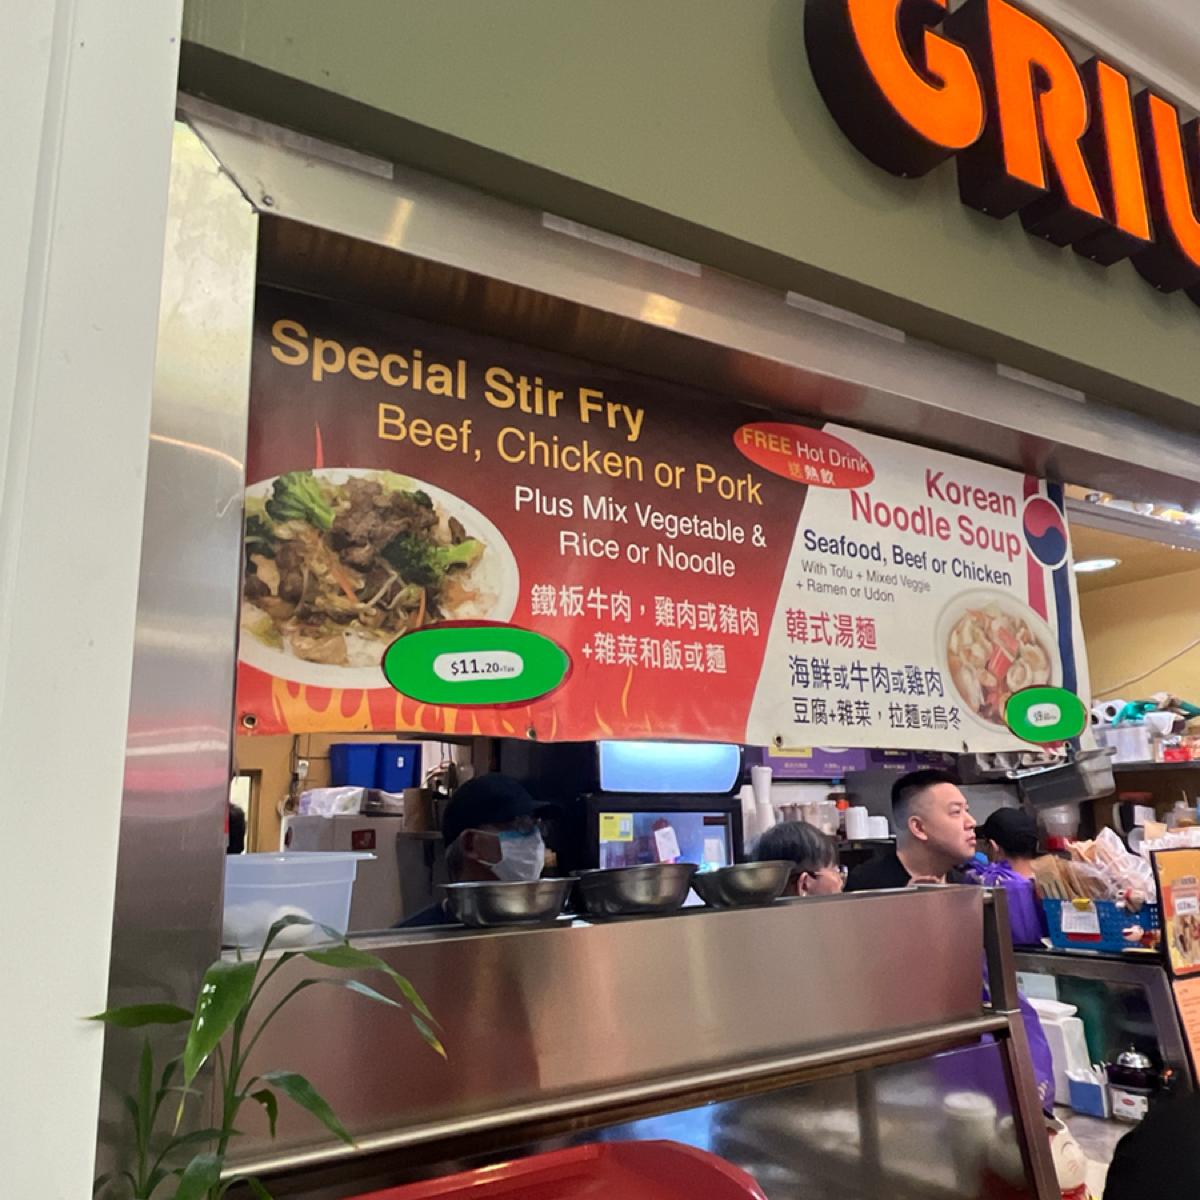 GRILL
Special Stir Fry
Beef, Chicken or Pork
Plus Mix Vegetable &
Rice or Noodle
鐵板牛肉，雞肉或豬肉
+雜菜和飯或麵
$11.20+Tax
FREE Hot Drink
送熱飲
Korean
Noodle Soup
Seafood, Beef or Chicken
With Tofu + Mixed Veggie
+ Ramen or Udon
韓式湯麵
海鮮或牛肉或雞肉
豆腐+雜菜，拉麵或烏冬